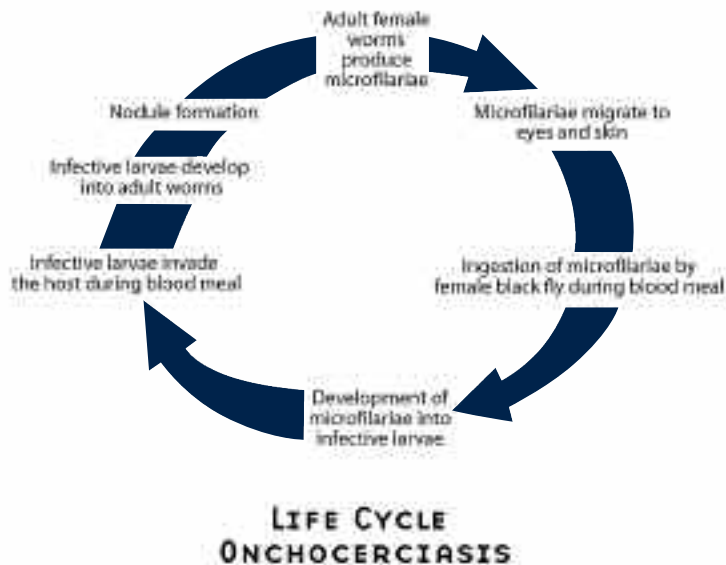 Adult female
worms
produce
microfilariae
Microfilariae migrate to
eyes and skin
Ingestion of microfilariae by
female black fly during blood meal
Development of
microfilariae into
infective larvae
Infective larvae invade
the host during blood meal
Infective larvae develop
into adult worms
Nodule formation
LIFE CYCLE
ONCHOCERCIASIS